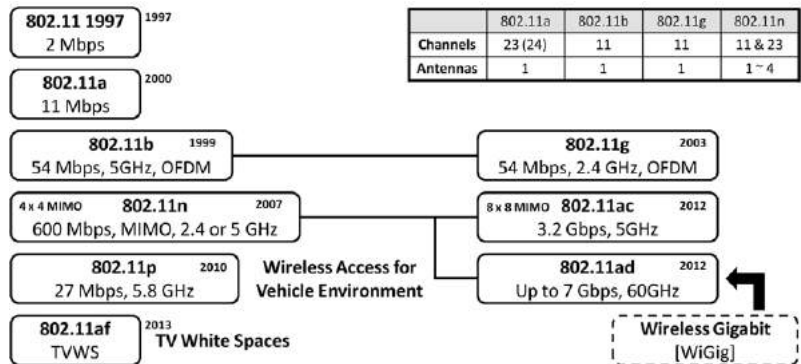 802.11 1997 1997
2 Mbps
802.11a 802.11b 802.11g 802.11n
Channels 23 (24) 11 11 11 & 23
Antennas 1 1 1 1 ~ 4
802.11a 2000
11 Mbps
802.11b 1999
54 Mbps, 5GHz, OFDM
802.11g 2003
54 Mbps, 2.4 GHz, OFDM
4 x 4 MIMO 802.11n 2007
600 Mbps, MIMO, 2.4 or 5 GHz
8 x 8 MIMO 802.11ac 2012
3.2 Gbps, 5GHz
802.11p 2010
27 Mbps, 5.8 GHz
Wireless Access for
Vehicle Environment
802.11ad 2012
Up to 7 Gbps, 60GHz
802.11af 2013
TVWS
TV White Spaces
Wireless Gigabit
[WiGig]